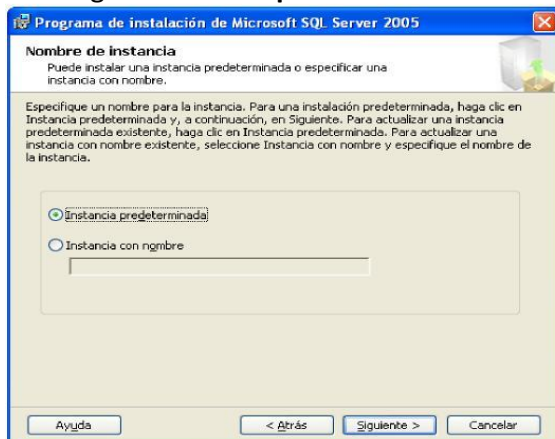 Programa de instalación de Microsoft SQL Server 2005
Nombre de instancia
Puede instalar una instancia predeterminada o especificar una
instancia con nombre.
Especifique un nombre para la instancia. Para una instalación predeterminada, haga clic en
Instancia predeterminada y, a continuación, en Siguiente. Para actualizar una instancia
predeterminada existente, haga clic en Instancia predeterminada. Para actualizar una
instancia con nombre existente, seleccione Instancia con nombre y especifique el nombre de
la instancia.
Instancia predeterminada
Instancia con nombre
Ayuda
< Atrás
Siguiente >
Cancelar